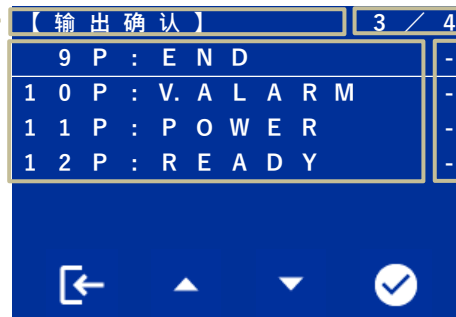 【输出确认】 3／4
9P:END -
10P:V.ALARM -
11P:POWER -
12P:READY -